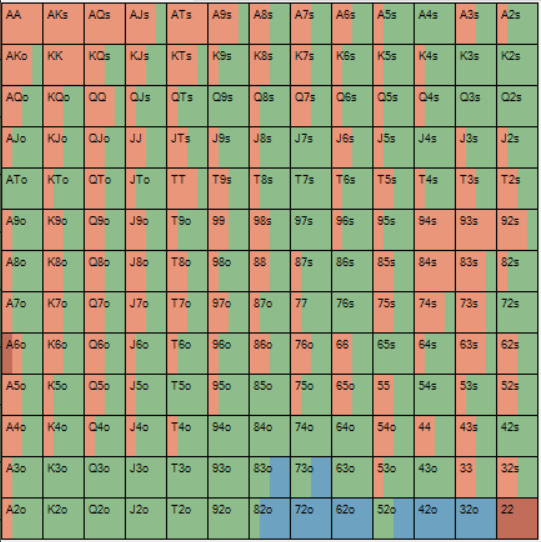 AA AKs AQs AJs ATs A9s A8s A7s A6s A5s A4s A3s A2s
AKo KK KQs KJs KTs K9s K8s K7s K6s K5s K4s K3s K2s
AQo KQo QQ QJs QTs Q9s Q8s Q7s Q6s Q5s Q4s Q3s Q2s
AJo KJo QJo JJ JTs J9s J8s J7s J6s J5s J4s J3s J2s
ATo KTo QTo JTo TT T9s T8s T7s T6s T5s T4s T3s T2s
A9o K9o Q9o J9o T9o 99 98s 97s 96s 95s 94s 93s 92s
A8o K8o Q8o J8o T8o 98o 88 87s 86s 85s 84s 83s 82s
A7o K7o Q7o J7o T7o 97o 87o 77 76s 75s 74s 73s 72s
A6o K6o Q6o J6o T6o 96o 86o 76o 66 65s 64s 63s 62s
A5o K5o Q5o J5o T5o 95o 85o 75o 65o 55 54s 53s 52s
A4o K4o Q4o J4o T4o 94o 84o 74o 64o 54o 44 43s 42s
A3o K3o Q3o J3o T3o 93o 83o 73o 63o 53o 43o 33 32s
A2o K2o Q2o J2o T2o 92o 82o 72o 62o 52o 42o 32o 22